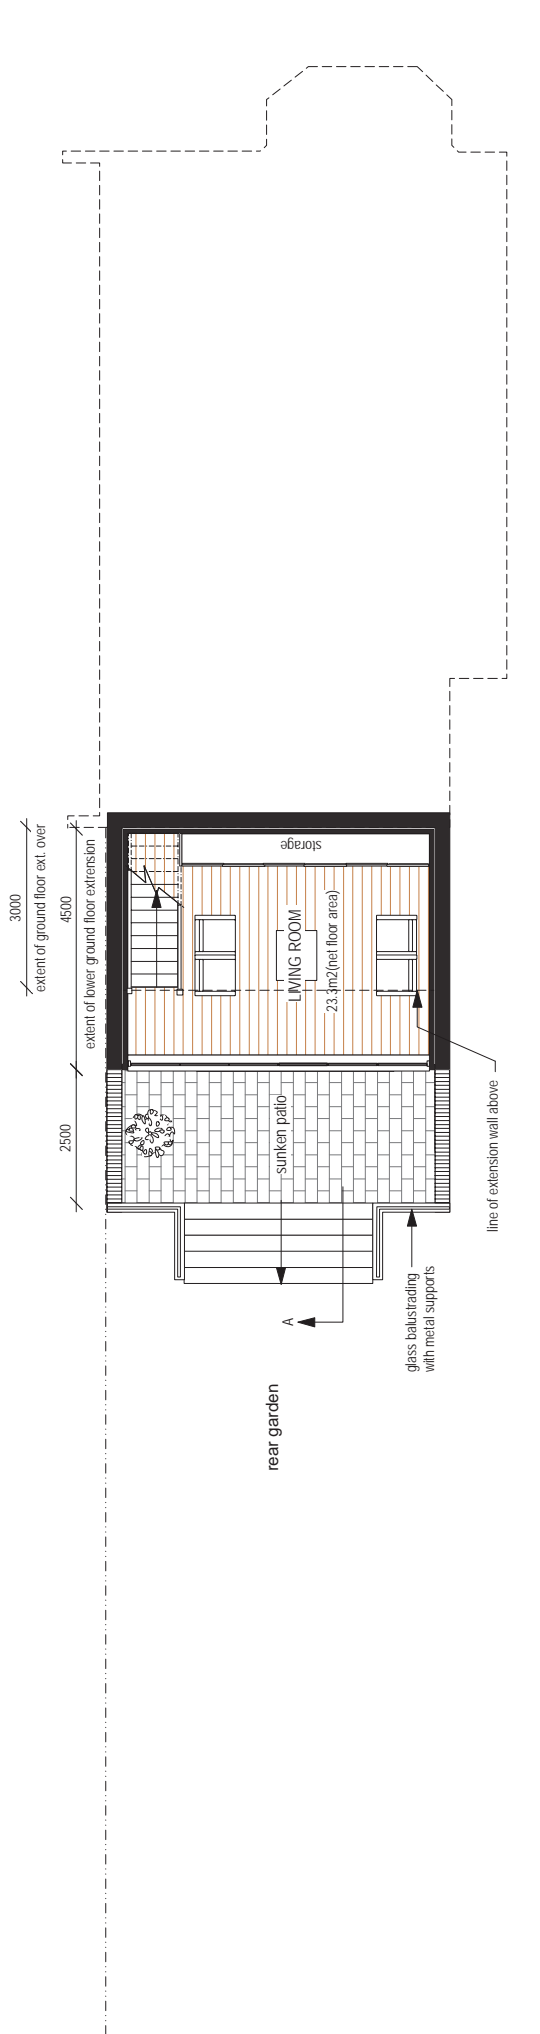 3000
extent of ground floor ext. over
4500
extent of lower ground floor extrension
2500
storage
LIVING ROOM
23.3m2(net floor area)
sunken patio
line of extension wall above
glass balustrading
with metal supports
A
rear garden